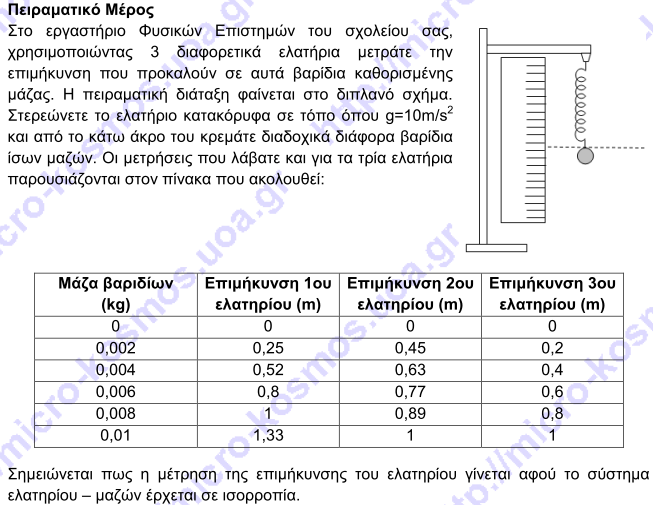 Πειραματικό Μέρος
Στο εργαστήριο Φυσικών Επιστημών του σχολείου σας,
χρησιμοποιώντας 3 διαφορετικά ελατήρια μετράτε την
επιμήκυνση που προκαλούν σε αυτά βαρίδια καθορισμένης
μάζας. Η πειραματική διάταξη φαίνεται στο διπλανό σχήμα.
Στερεώνετε το ελατήριο κατακόρυφα σε τόπο όπου g=10m/s²
και από το κάτω άκρο του κρεμάτε διαδοχικά διάφορα βαρίδια
ίσων μαζών. Οι μετρήσεις που λάβατε και για τα τρία ελατήρια
παρουσιάζονται στον πίνακα που ακολουθεί:
Μάζα βαριδίων (kg) Επιμήκυνση 1ου ελατηρίου (m) Επιμήκυνση 2ου ελατηρίου (m) Επιμήκυνση 3ου ελατηρίου (m)
0 0 0 0
0,002 0,25 0,45 0,2
0,004 0,52 0,63 0,4
0,006 0,8 0,77 0,6
0,008 1 0,89 0,8
0,01 1,33 1 1
Σημειώνεται πως η μέτρηση της επιμήκυνσης του ελατηρίου γίνεται αφού το σύστημα
ελατηρίου – μαζών έρχεται σε ισορροπία.
http://micro-kosmos.uoa.gr